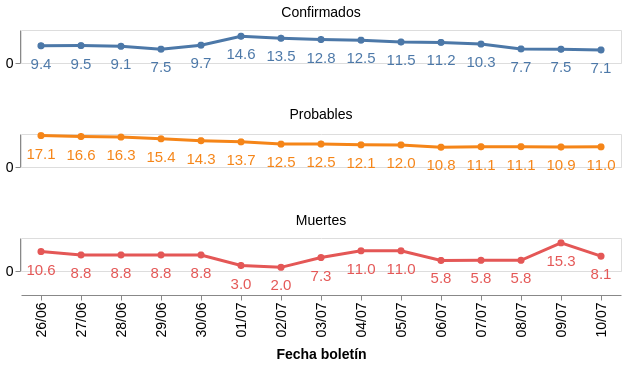 Confirmados
0
9.4 9.5 9.1 7.5 9.7 14.6 13.5 12.8 12.5 11.5 11.2 10.3 7.7 7.5 7.1
Probables
0
17.1 16.6 16.3 15.4 14.3 13.7 12.5 12.5 12.1 12.0 10.8 11.1 11.1 10.9 11.0
Muertes
0
10.6 8.8 8.8 8.8 8.8 3.0 2.0 7.3 11.0 11.0 5.8 5.8 5.8 15.3 8.1
26/06 27/06 28/06 29/06 30/06 01/07 02/07 03/07 04/07 05/07 06/07 07/07 08/07 09/07 10/07
Fecha boletín